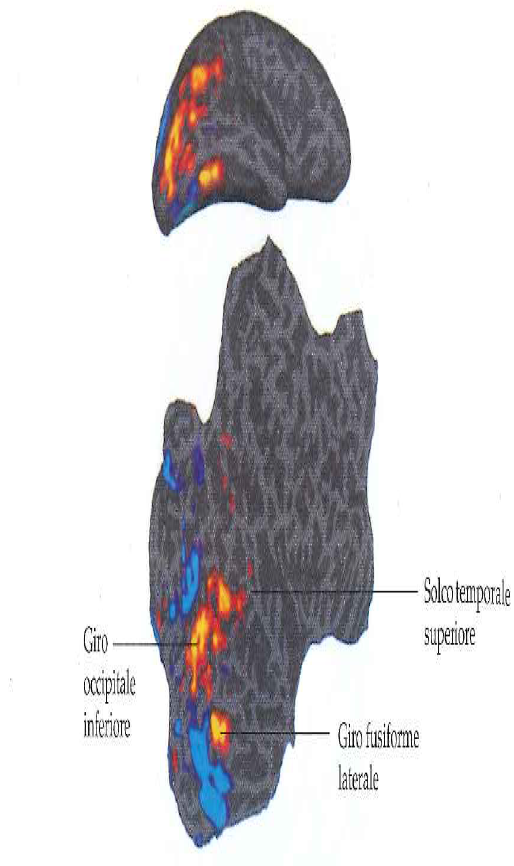 Solco temporale
superiore
Giro
occipitale
inferiore
Giro fusiforme
laterale